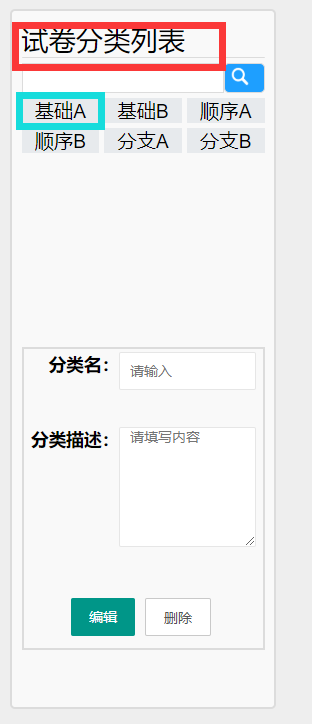 试卷分类列表
基础A 基础B 顺序A
顺序B 分支A 分支B
分类名： 请输入
分类描述： 请填写内容
编辑 删除